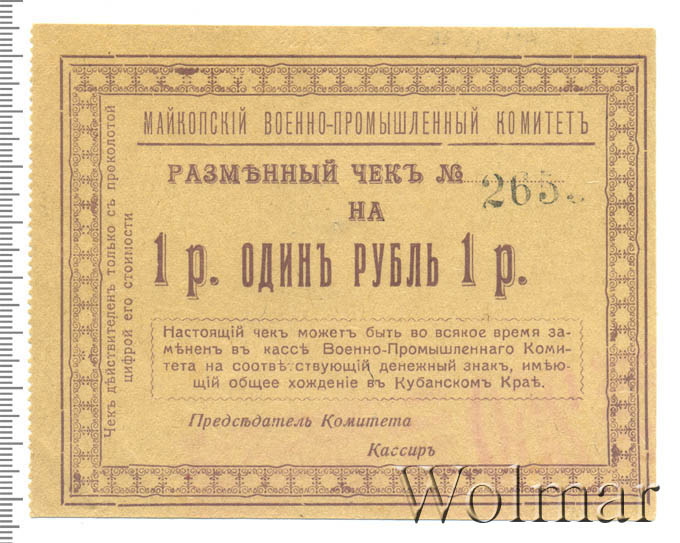 МАЙКОПСКІЙ ВОЕННО-ПРОМЫШЛЕННЫЙ КОМИТЕТЪ
РАЗМѢННЫЙ ЧЕКЪ №
НА
1 р. ОДИНЪ РУБЛЬ 1 р.
Настоящій чекъ можетъ быть во всякое время за-
мѣненъ въ кассѣ Военно-Промышленнаго Коми-
тета на соотвѣтствующій денежный знак, имѣю-
щій общее хожденіе въ Кубанскомъ Краѣ.
Предсѣдатель Комитета
Кассиръ
Чекъ дѣйствителенъ только съ проколотой
цифрой его стоимости
Wolmar